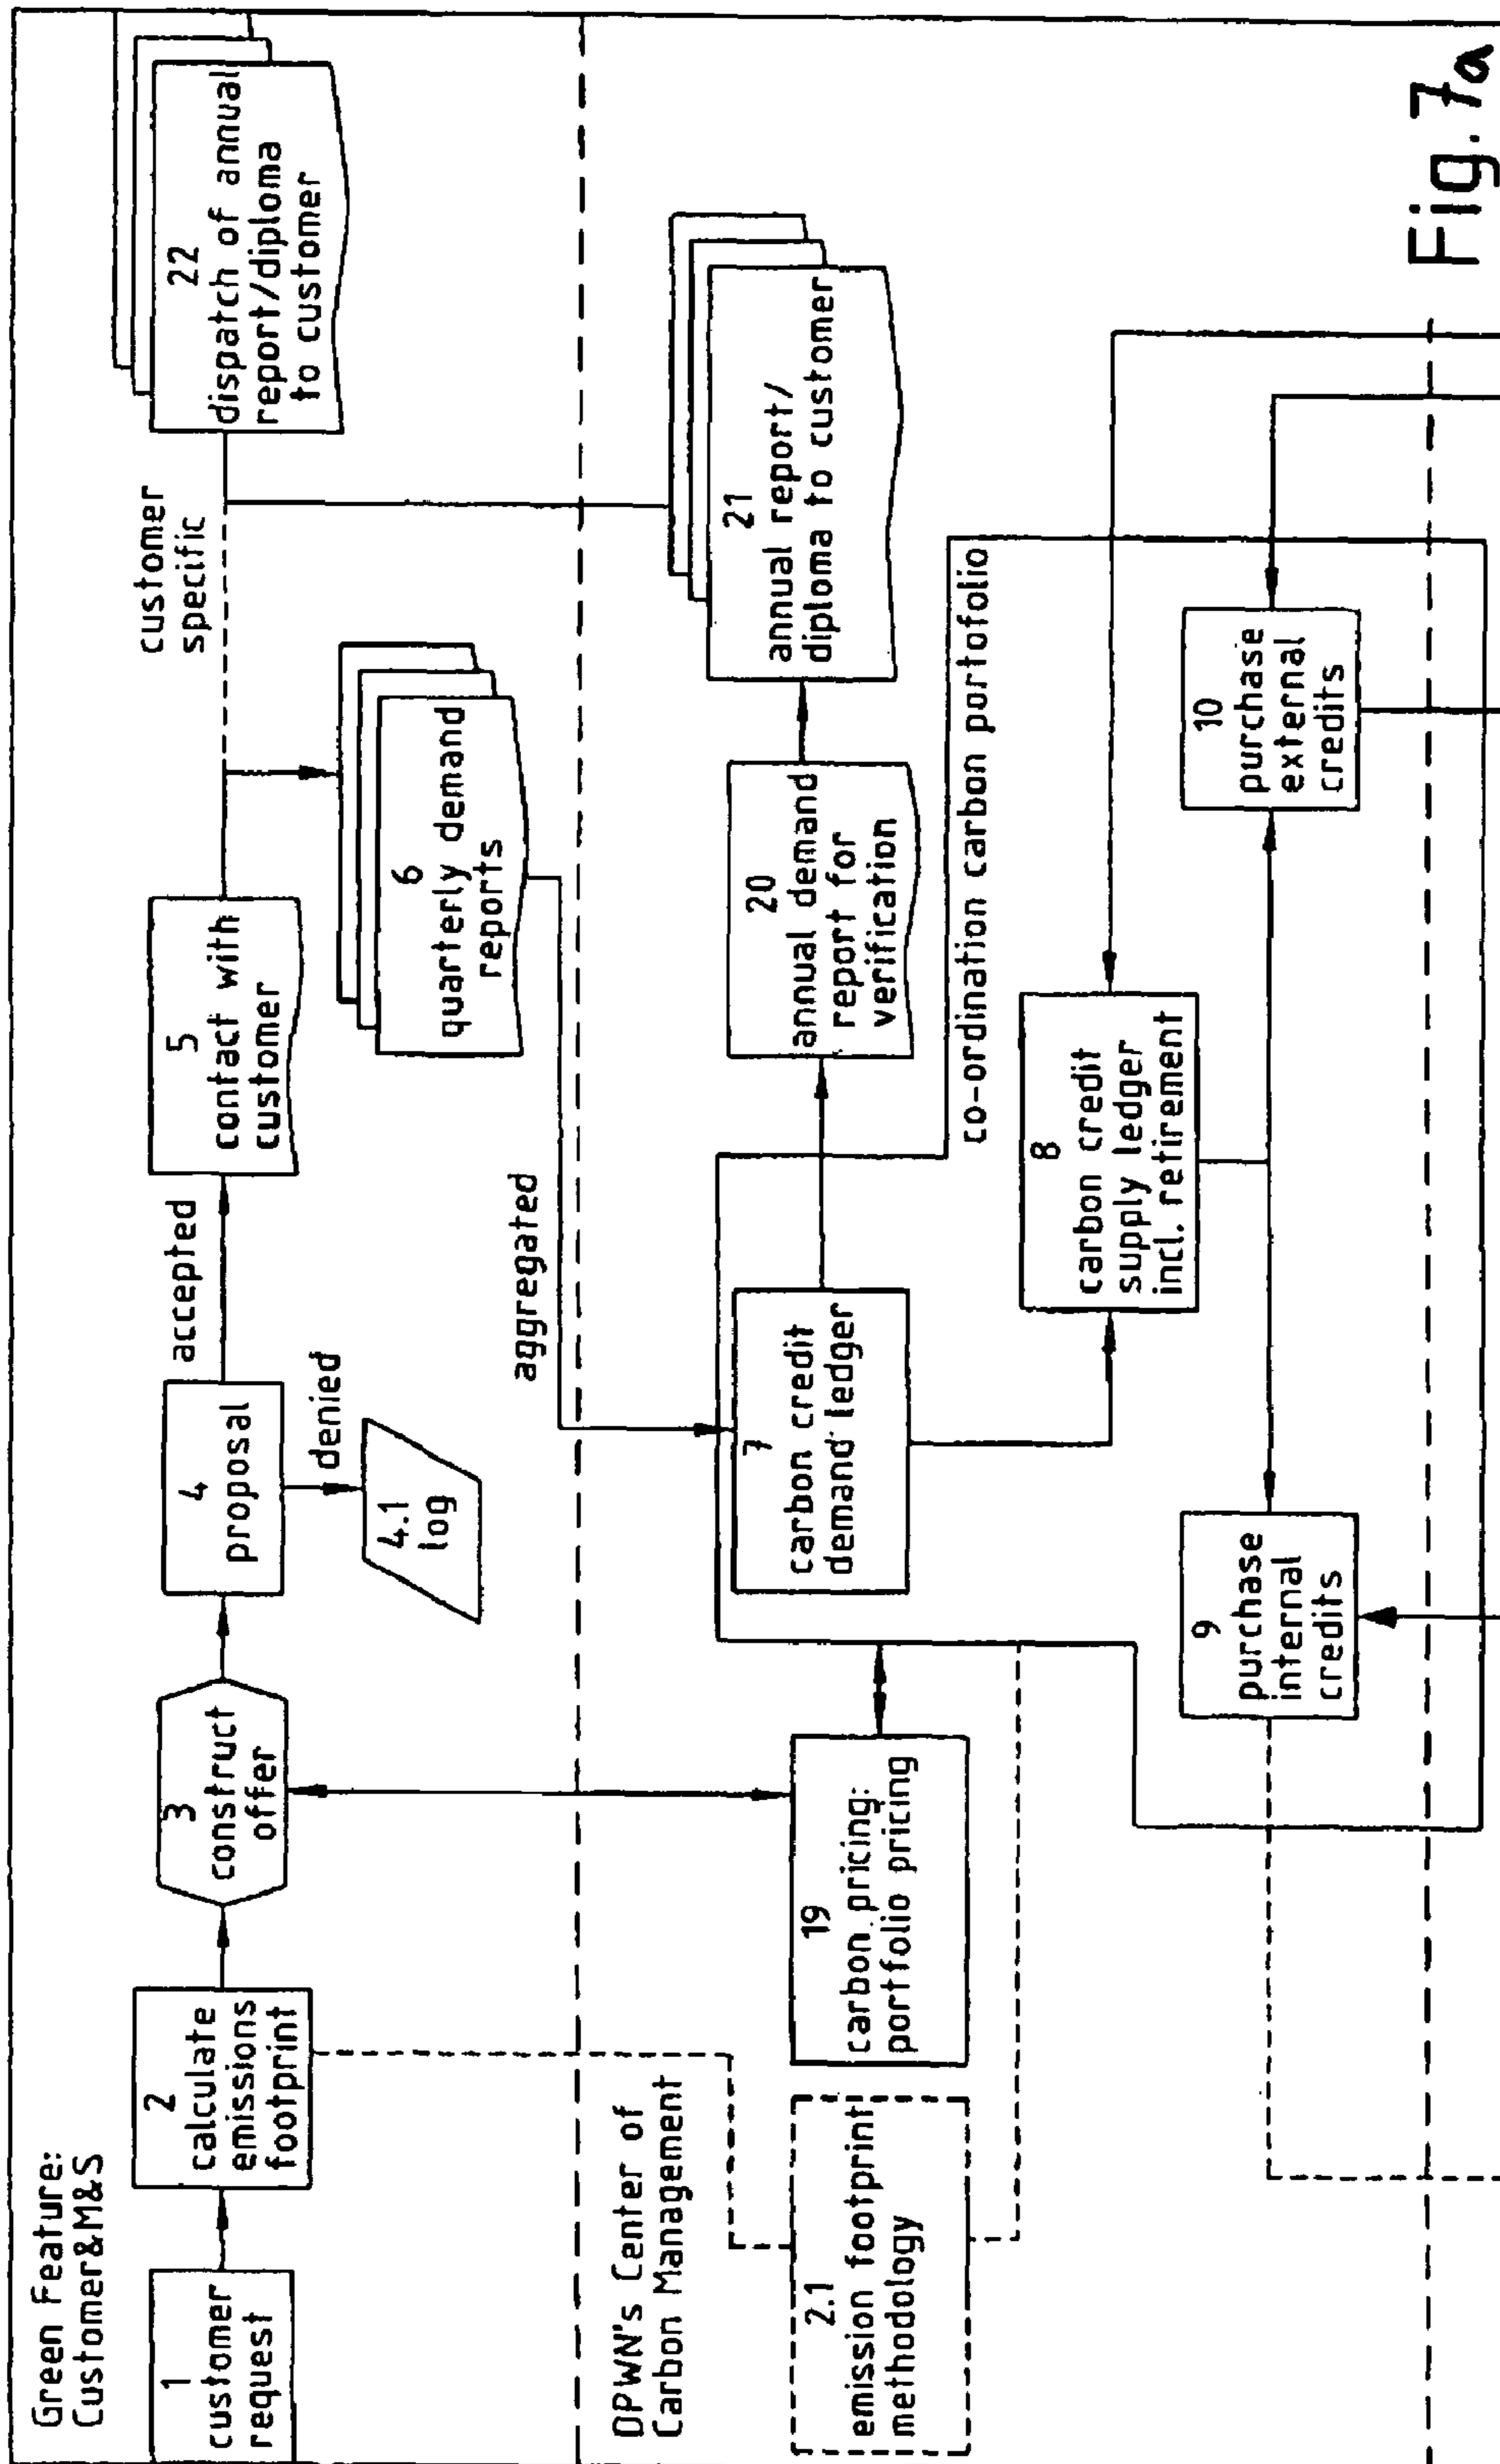 Green Feature:
Customer&M&S
1
customer
request
2
calculate
emissions
footprint
3
construct
offer
4
proposal
accepted
denied
4.1
log
5
contact with
customer
customer
specific
6
quarterly demand
reports
22
dispatch of annual
report/diploma
to customer
aggregated
DPWN's Center of
Carbon Management
2.1
emission footprint
methodology
19
carbon pricing:
portfolio pricing
7
carbon credit
demand ledger
20
annual demand
report for
verification
21
annual report/
diploma to customer
co-ordination carbon portofolio
8
carbon credit
supply ledger
incl. retirement
9
purchase
internal
credits
10
purchase
external
credits
Fig. 7a